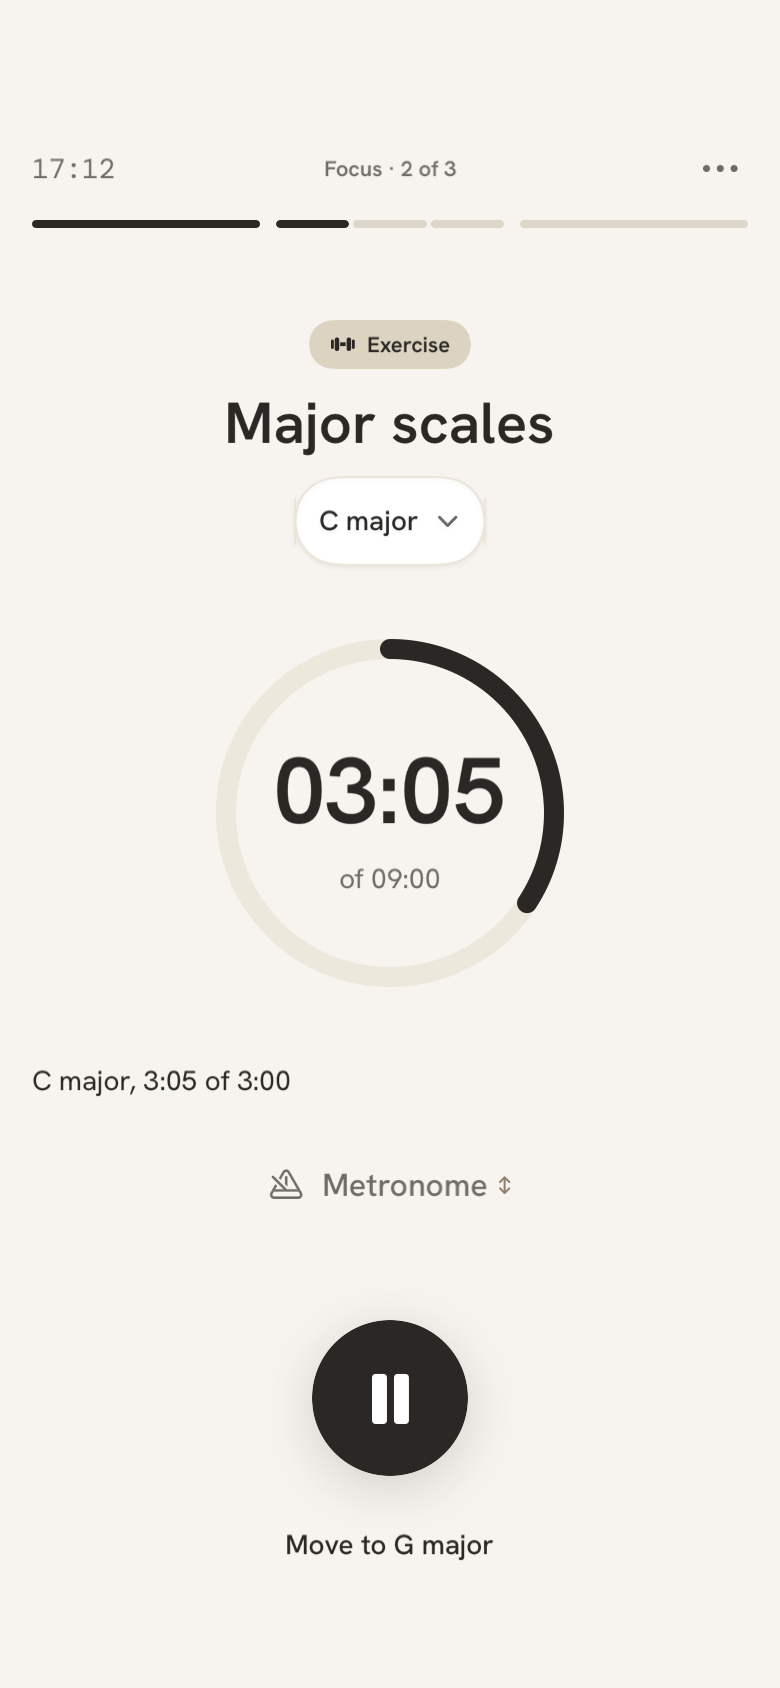 17:12
Focus · 2 of 3
Exercise
Major scales
C major
03:05
of 09:00
C major, 3:05 of 3:00
Metronome
Move to G major